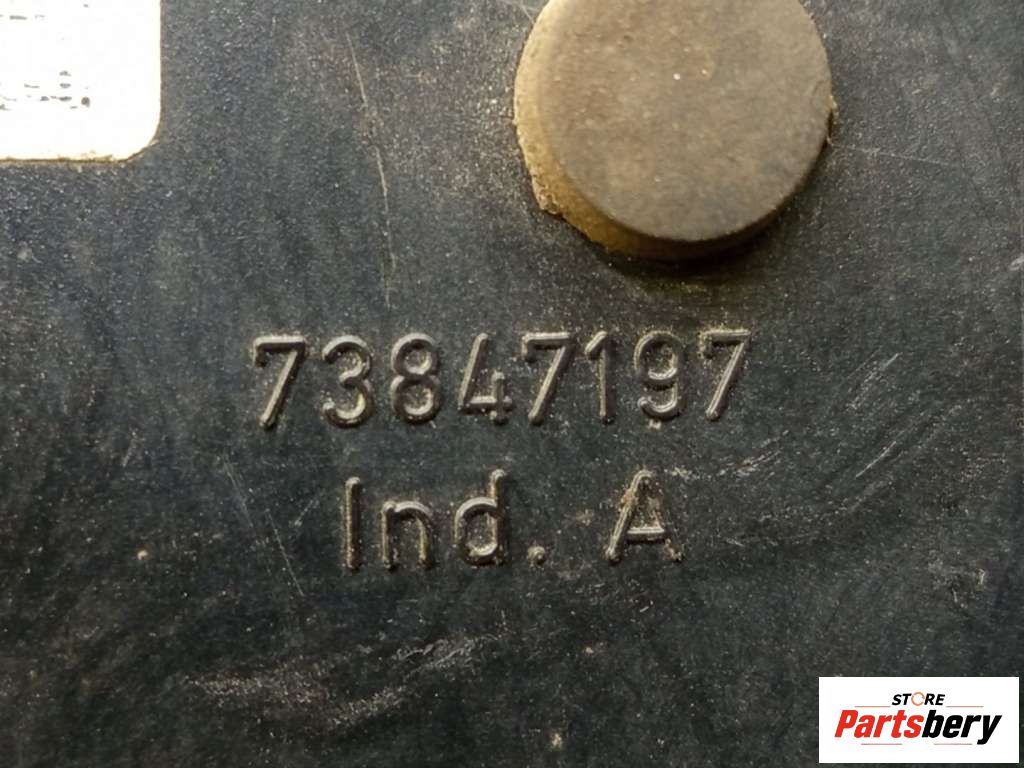 73847197
Ind. A
STORE
Partsbery